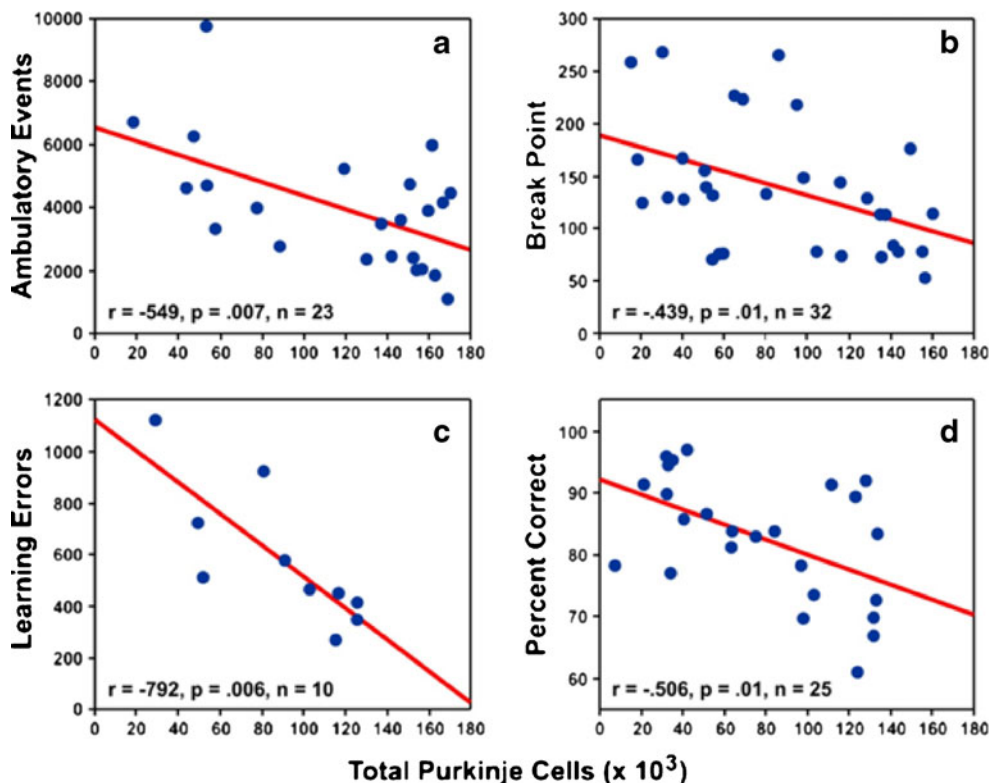 a
10000
8000
6000
4000
2000
0
Ambulatory Events
r = -549, p = .007, n = 23
0 20 40 60 80 100 120 140 160 180
b
300
250
200
150
100
50
0
Break Point
r = -.439, p = .01, n = 32
0 20 40 60 80 100 120 140 160 180
c
1200
1000
800
600
400
200
0
Learning Errors
r = -792, p = .006, n = 10
0 20 40 60 80 100 120 140 160 180
d
100
90
80
70
60
Percent Correct
r = -.506, p = .01, n = 25
0 20 40 60 80 100 120 140 160 180
Total Purkinje Cells (x 10³)